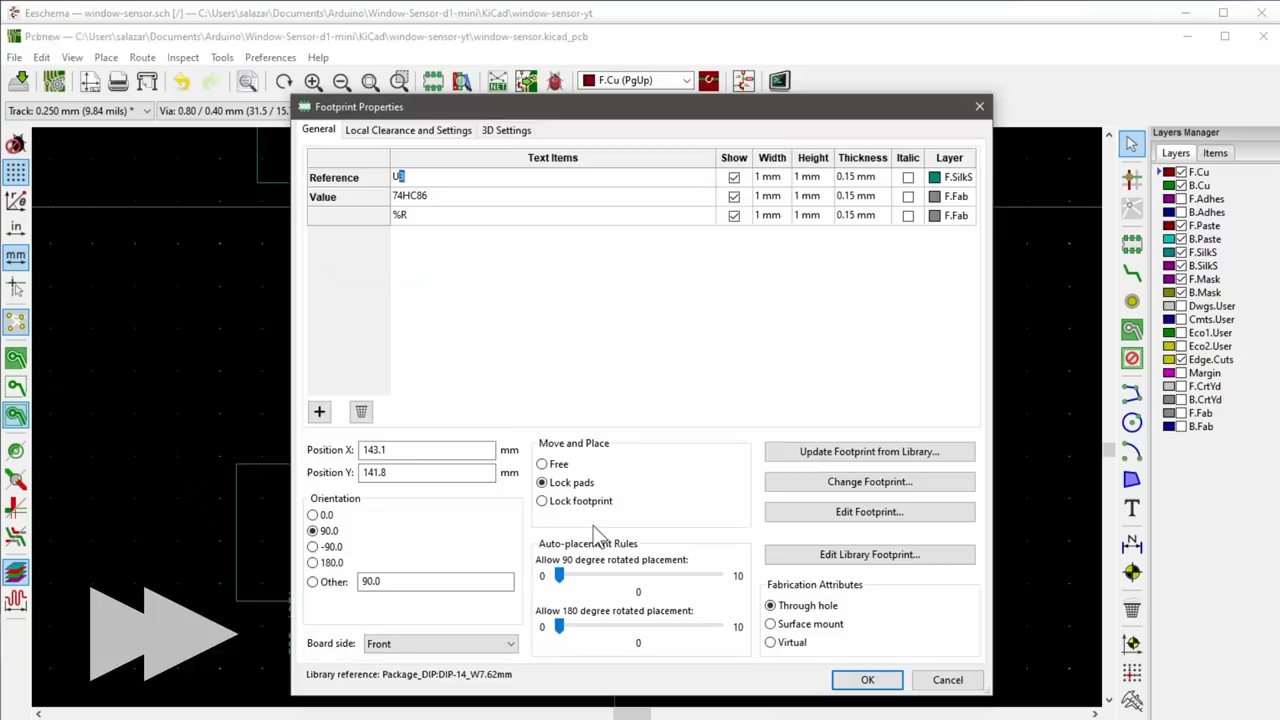 Eeschema — window-sensor.sch [/] — C:\Users\salazar\Documents\Arduino\Window-Sensor-d1-mini\KiCad\window-sensor-yt
Pcbnew — C:\Users\salazar\Documents\Arduino\Window-Sensor-d1-mini\KiCad\window-sensor-yt\window-sensor.kicad_pcb
File Edit View Place Route Inspect Tools Preferences Help
NET
F.Cu (PgUp)
Track: 0.250 mm (9.84 mils) *
Via: 0.80 / 0.40 mm (31.5 / 15.
Footprint Properties
General Local Clearance and Settings 3D Settings
Text Items Show Width Height Thickness Italic Layer
Reference U3 1 mm 1 mm 0.15 mm F.SilkS
Value 74HC86 1 mm 1 mm 0.15 mm F.Fab
%R 1 mm 1 mm 0.15 mm F.Fab
+
Position X: 143.1 mm
Position Y: 141.8 mm
Orientation
0.0
90.0
-90.0
180.0
Other: 90.0
Board side: Front
Move and Place
Free
Lock pads
Lock footprint
Auto-placement Rules
Allow 90 degree rotated placement:
0 10
0
Allow 180 degree rotated placement:
0 10
0
Update Footprint from Library...
Change Footprint...
Edit Footprint...
Edit Library Footprint...
Fabrication Attributes
Through hole
Surface mount
Virtual
Library reference: Package_DIP:DIP-14_W7.62mm
OK Cancel
in
mm
T
N
Layers Manager
Layers Items
F.Cu
B.Cu
F.Adhes
B.Adhes
F.Paste
B.Paste
F.SilkS
B.SilkS
F.Mask
B.Mask
Dwgs.User
Cmts.User
Eco1.User
Eco2.User
Edge.Cuts
Margin
F.CrtYd
B.CrtYd
F.Fab
B.Fab